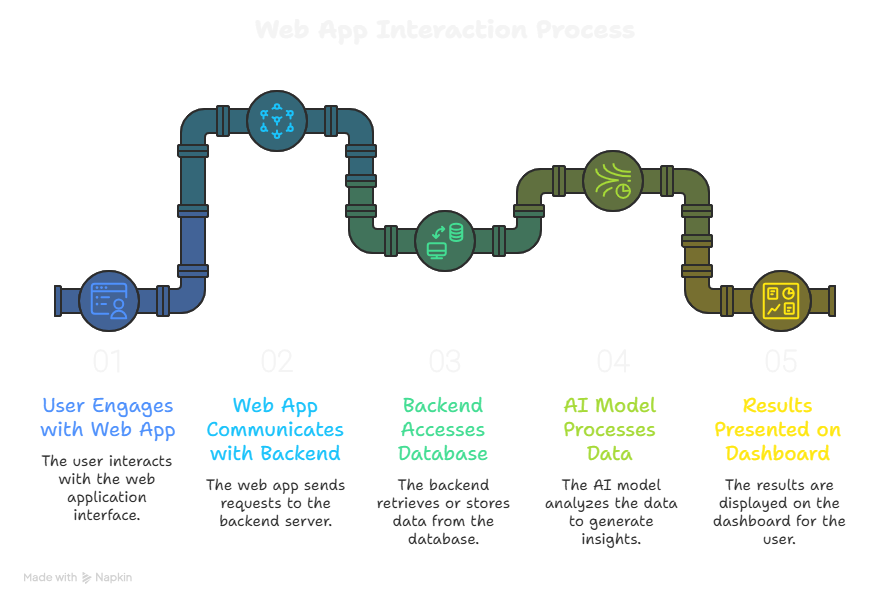 Web App Interaction Process
01
02
03
04
05
User Engages
with Web App
The user interacts
with the web
application
interface.
Web App
Communicates
with Backend
The web app sends
requests to the
backend server.
Backend
Accesses
Database
The backend
retrieves or stores
data from the
database.
AI Model
Processes
Data
The AI model
analyzes the data
to generate
insights.
Results
Presented on
Dashboard
The results are
displayed on the
dashboard for the
user.
Made with Napkin